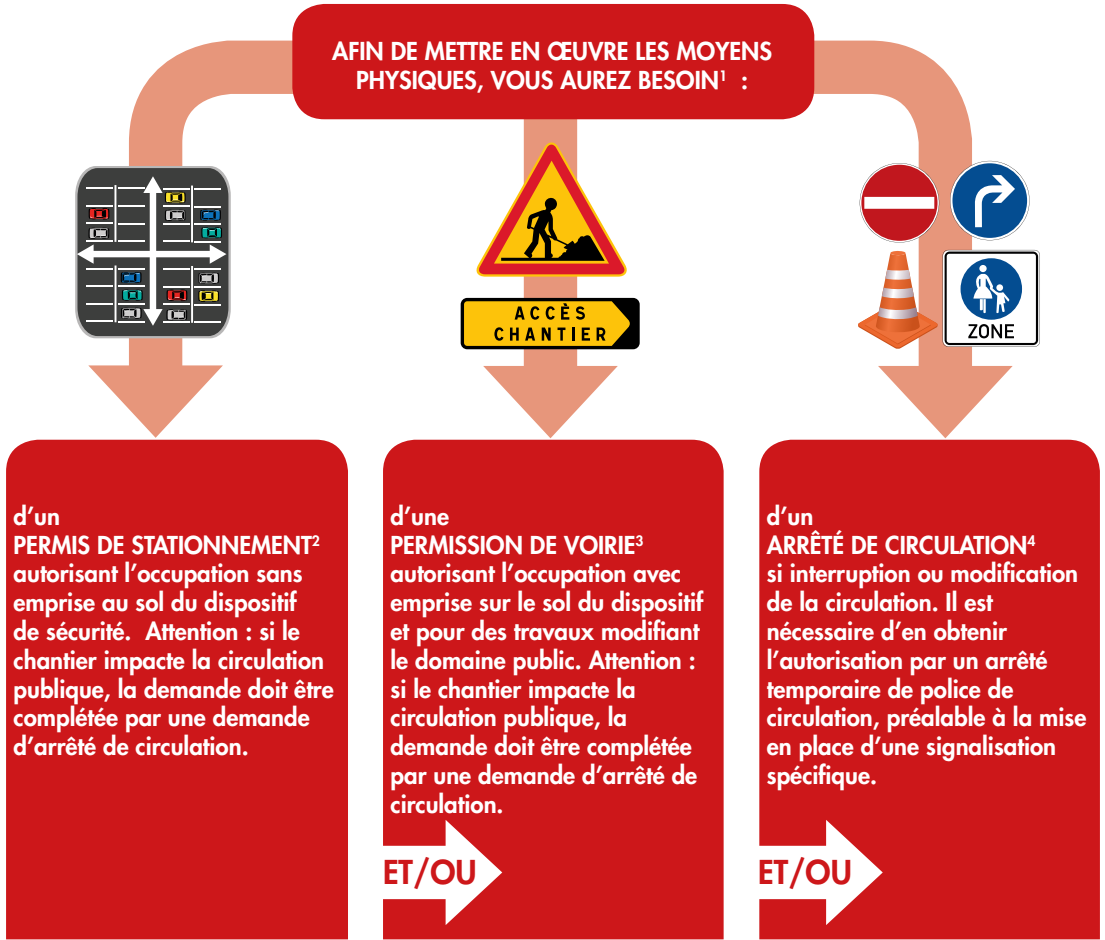 AFIN DE METTRE EN ŒUVRE LES MOYENS
PHYSIQUES, VOUS AUREZ BESOIN¹ :
ACCÈS
CHANTIER
ZONE
d’un
PERMIS DE STATIONNEMENT²
autorisant l’occupation sans
emprise au sol du dispositif
de sécurité. Attention : si le
chantier impacte la circulation
publique, la demande doit être
complétée par une demande
d’arrêté de circulation.
d’une
PERMISSION DE VOIRIE³
autorisant l’occupation avec
emprise sur le sol du dispositif
et pour des travaux modifiant
le domaine public. Attention :
si le chantier impacte la
circulation publique, la
demande doit être complétée
par une demande d’arrêté de
circulation.
ET/OU
d’un
ARRÊTÉ DE CIRCULATION⁴
si interruption ou modification
de la circulation. Il est
nécessaire d’en obtenir
l’autorisation par un arrêté
temporaire de police de
circulation, préalable à la mise
en place d’une signalisation
spécifique.
ET/OU